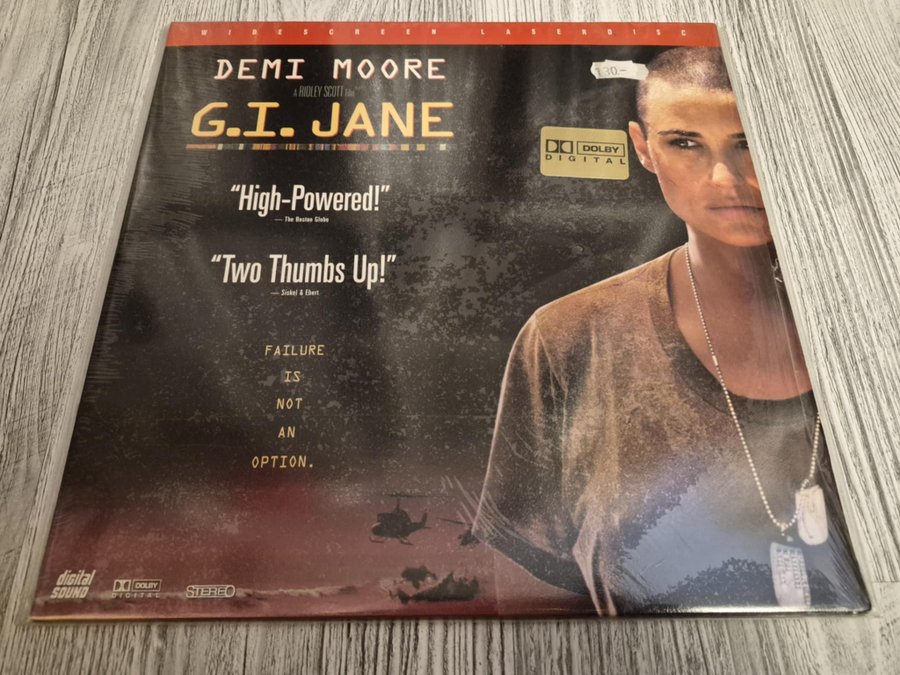 WIDESCREEN LASERDISC
DEMI MOORE
130.-
A RIDLEY SCOTT Film
G.I. JANE
DOLBY
DIGITAL
“High-Powered!”
— The Boston Globe
“Two Thumbs Up!”
— Siskel & Ebert
FAILURE
IS
NOT
AN
OPTION.
digital
SOUND
DOLBY
DIGITAL
STEREO